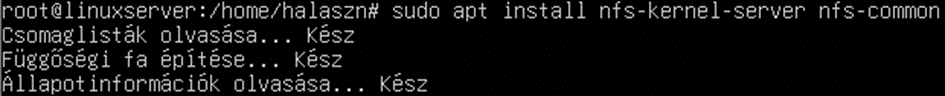 root@linuxserver:/home/halaszn# sudo apt install nfs-kernel-server nfs-common
Csomaglisták olvasása... Kész
Függőségi fa építése... Kész
Állapotinformációk olvasása... Kész